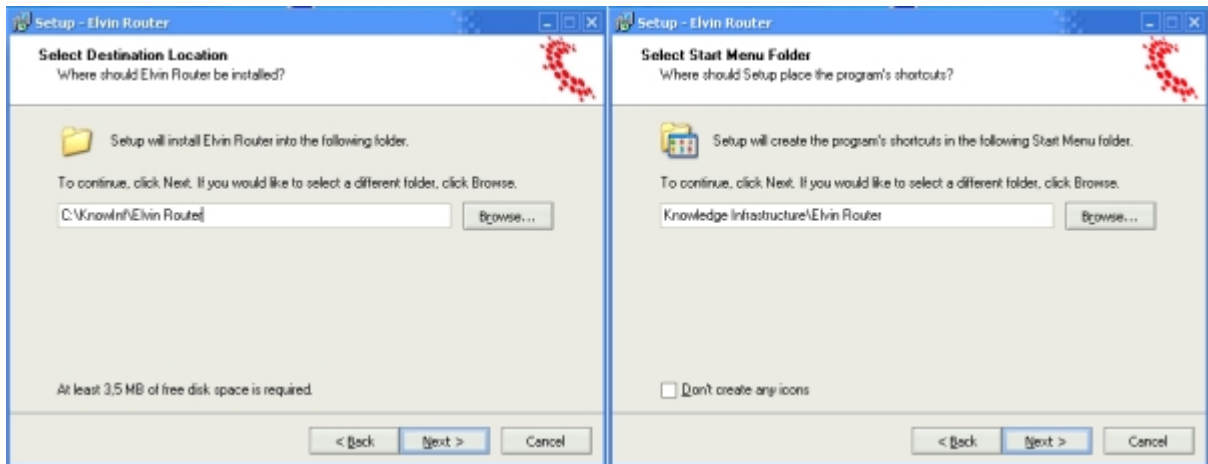 Setup - Elvin Router
Select Destination Location
Where should Elvin Router be installed?
Setup will install Elvin Router into the following folder.
To continue, click Next. If you would like to select a different folder, click Browse.
C:\KnowInf\Elvin Router
Browse...
At least 3,5 MB of free disk space is required.
< Back
Next >
Cancel
Setup - Elvin Router
Select Start Menu Folder
Where should Setup place the program's shortcuts?
Setup will create the program's shortcuts in the following Start Menu folder.
To continue, click Next. If you would like to select a different folder, click Browse.
Knowledge Infrastructure\Elvin Router
Browse...
Don't create any icons
< Back
Next >
Cancel